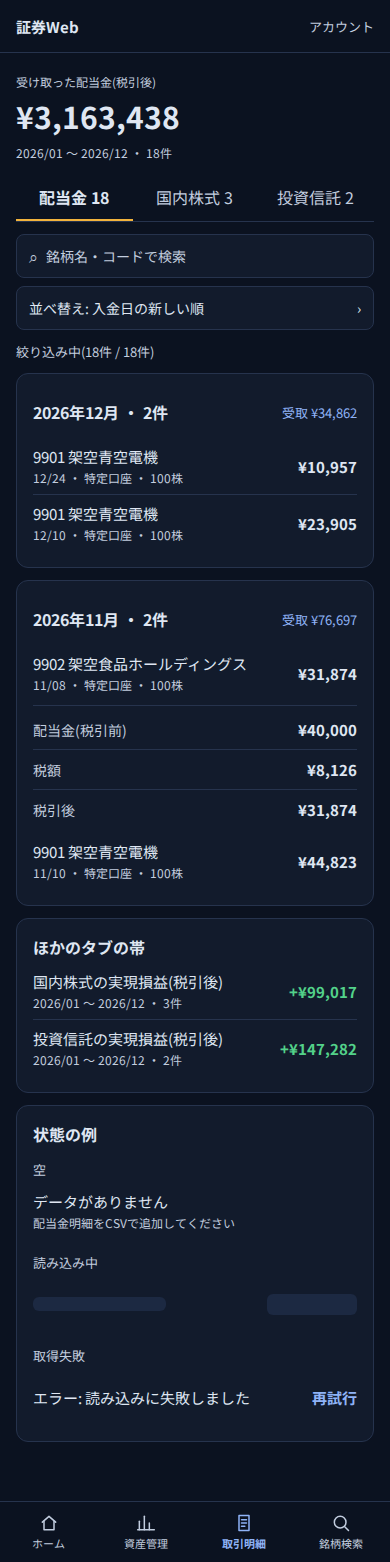 証券Web
アカウント
受け取った配当金(税引後)
¥3,163,438
2026/01 〜 2026/12 ・ 18件
配当金 18
国内株式 3
投資信託 2
銘柄名・コードで検索
並べ替え: 入金日の新しい順
絞り込み中(18件 / 18件)
2026年12月 ・ 2件
受取 ¥34,862
9901 架空青空電機
12/24 ・ 特定口座 ・ 100株
¥10,957
9901 架空青空電機
12/10 ・ 特定口座 ・ 100株
¥23,905
2026年11月 ・ 2件
受取 ¥76,697
9902 架空食品ホールディングス
11/08 ・ 特定口座 ・ 100株
¥31,874
配当金(税引前)
¥40,000
税額
¥8,126
税引後
¥31,874
9901 架空青空電機
11/10 ・ 特定口座 ・ 100株
¥44,823
ほかのタブの帯
国内株式の実現損益(税引後)
2026/01 〜 2026/12 ・ 3件
+¥99,017
投資信託の実現損益(税引後)
2026/01 〜 2026/12 ・ 2件
+¥147,282
状態の例
空
データがありません
配当金明細をCSVで追加してください
読み込み中
取得失敗
エラー: 読み込みに失敗しました
再試行
ホーム
資産管理
取引明細
銘柄検索